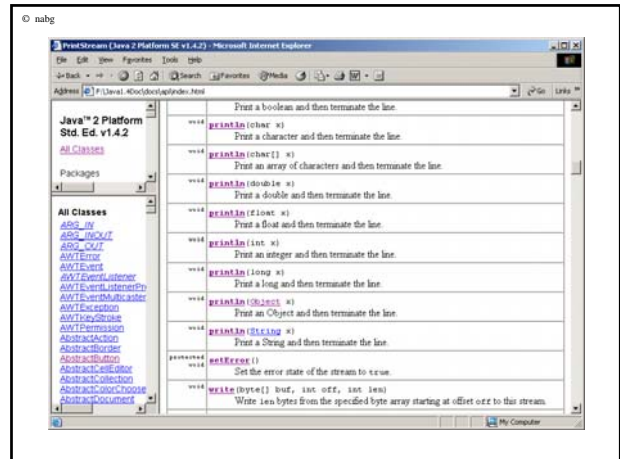 © nabg
PrintStream (Java 2 Platform SE v1.4.2) - Microsoft Internet Explorer
File Edit View Favorites Tools Help
Back Search Favorites Media
Address F:\Java1.4Doc\docs\api\index.html Go Links »
Java™ 2 Platform
Std. Ed. v1.4.2
All Classes
Packages
All Classes
ARG_IN
ARG_INOUT
ARG_OUT
AWTError
AWTEvent
AWTEventListener
AWTEventListenerPr
AWTEventMulticaster
AWTException
AWTKeyStroke
AWTPermission
AbstractAction
AbstractBorder
AbstractButton
AbstractCellEditor
AbstractCollection
AbstractColorChoose
AbstractDocument
Print a boolean and then terminate the line.
void println(char x)
Print a character and then terminate the line.
void println(char[] x)
Print an array of characters and then terminate the line.
void println(double x)
Print a double and then terminate the line.
void println(float x)
Print a float and then terminate the line.
void println(int x)
Print an integer and then terminate the line.
void println(long x)
Print a long and then terminate the line.
void println(Object x)
Print an Object and then terminate the line.
void println(String x)
Print a String and then terminate the line.
protected void setError()
Set the error state of the stream to true.
void write(byte[] buf, int off, int len)
Write len bytes from the specified byte array starting at offset off to this stream.
My Computer